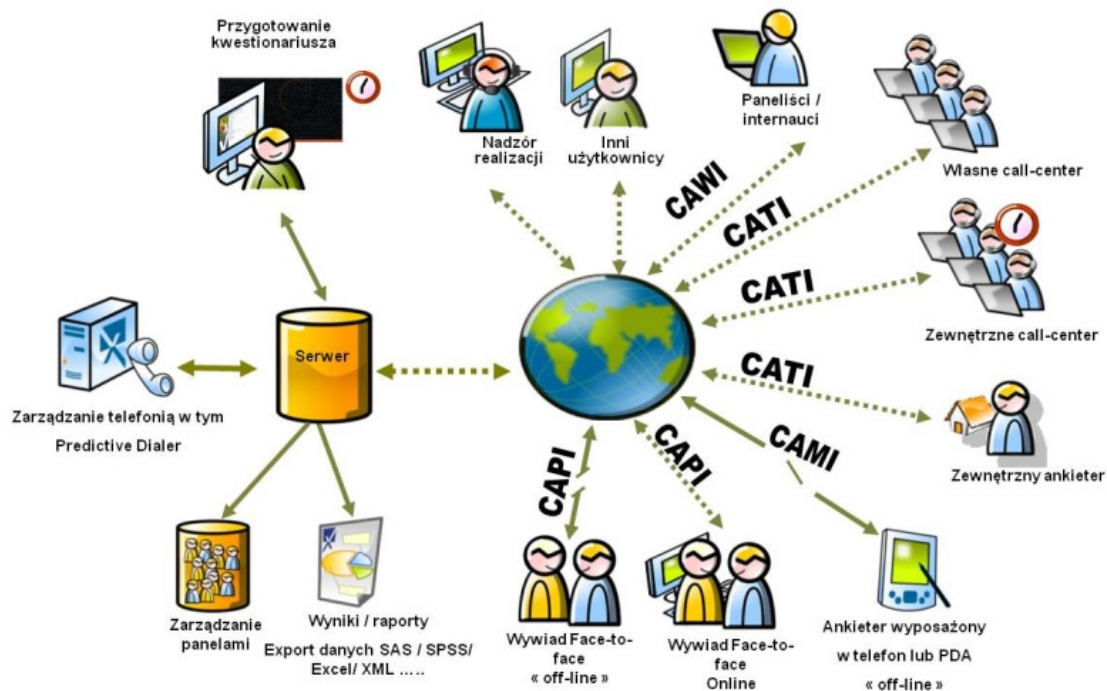 Przygotowanie
kwestionariusza
Nadzór
realizacji
Inni
użytkownicy
Paneliści /
internauci
Własne call-center
CAWI
CATI
CATI
Zewnętrzne call-center
CATI
Zewnętrzny ankieter
Serwer
Zarządzanie telefonią w tym
Predictive Dialer
CAPI
CAPI
CAMI
Zarządzanie
panelami
Wyniki / raporty
Export danych SAS / SPSS/
Excel/ XML .....
Wywiad Face-to-
face
« off-line »
Wywiad Face-to-
face
Online
Ankieter wyposażony
w telefon lub PDA
« off-line »